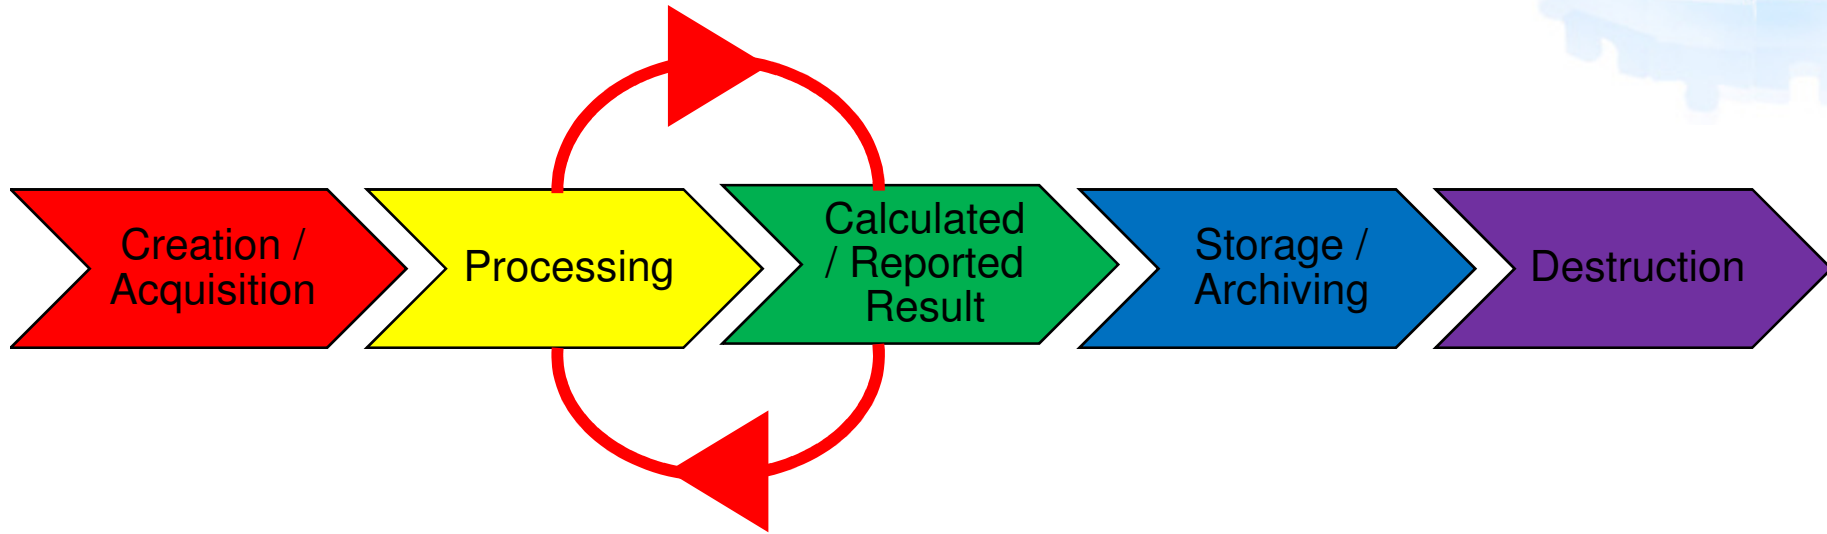 Creation /
Acquisition
Processing
Calculated
/ Reported
Result
Storage /
Archiving
Destruction